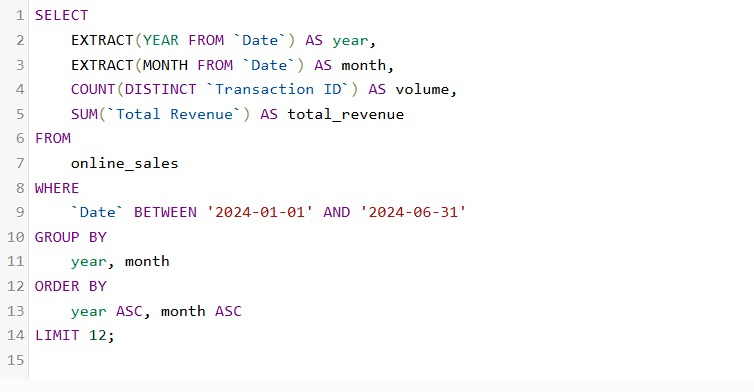 1 SELECT
2 EXTRACT(YEAR FROM `Date`) AS year,
3 EXTRACT(MONTH FROM `Date`) AS month,
4 COUNT(DISTINCT `Transaction ID`) AS volume,
5 SUM(`Total Revenue`) AS total_revenue
6 FROM
7 online_sales
8 WHERE
9 `Date` BETWEEN '2024-01-01' AND '2024-06-31'
10 GROUP BY
11 year, month
12 ORDER BY
13 year ASC, month ASC
14 LIMIT 12;
15